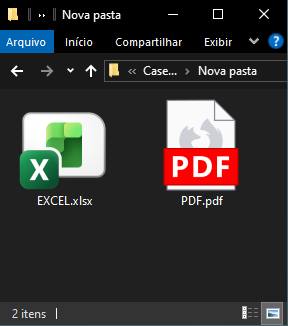 Nova pasta
Arquivo Início Compartilhar Exibir
Case... Nova pasta
X PDF
EXCEL.xlsx PDF.pdf
2 itens